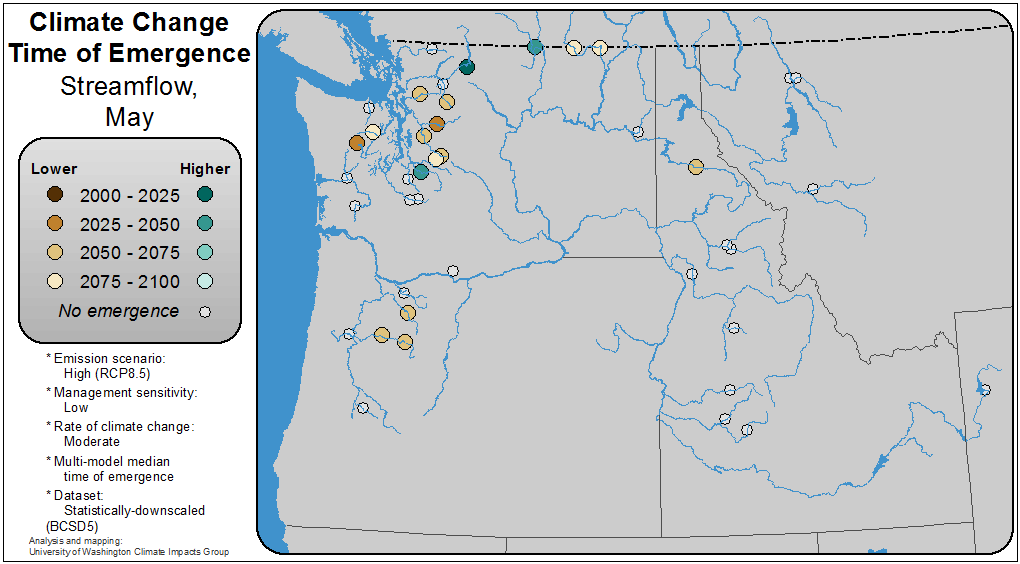 Climate Change
Time of Emergence
Streamflow,
May
Lower Higher
2000 - 2025
2025 - 2050
2050 - 2075
2075 - 2100
No emergence
* Emission scenario:
High (RCP8.5)
* Management sensitivity:
Low
* Rate of climate change:
Moderate
* Multi-model median
time of emergence
* Dataset:
Statistically-downscaled
(BCSD5)
Analysis and mapping:
University of Washington Climate Impacts Group